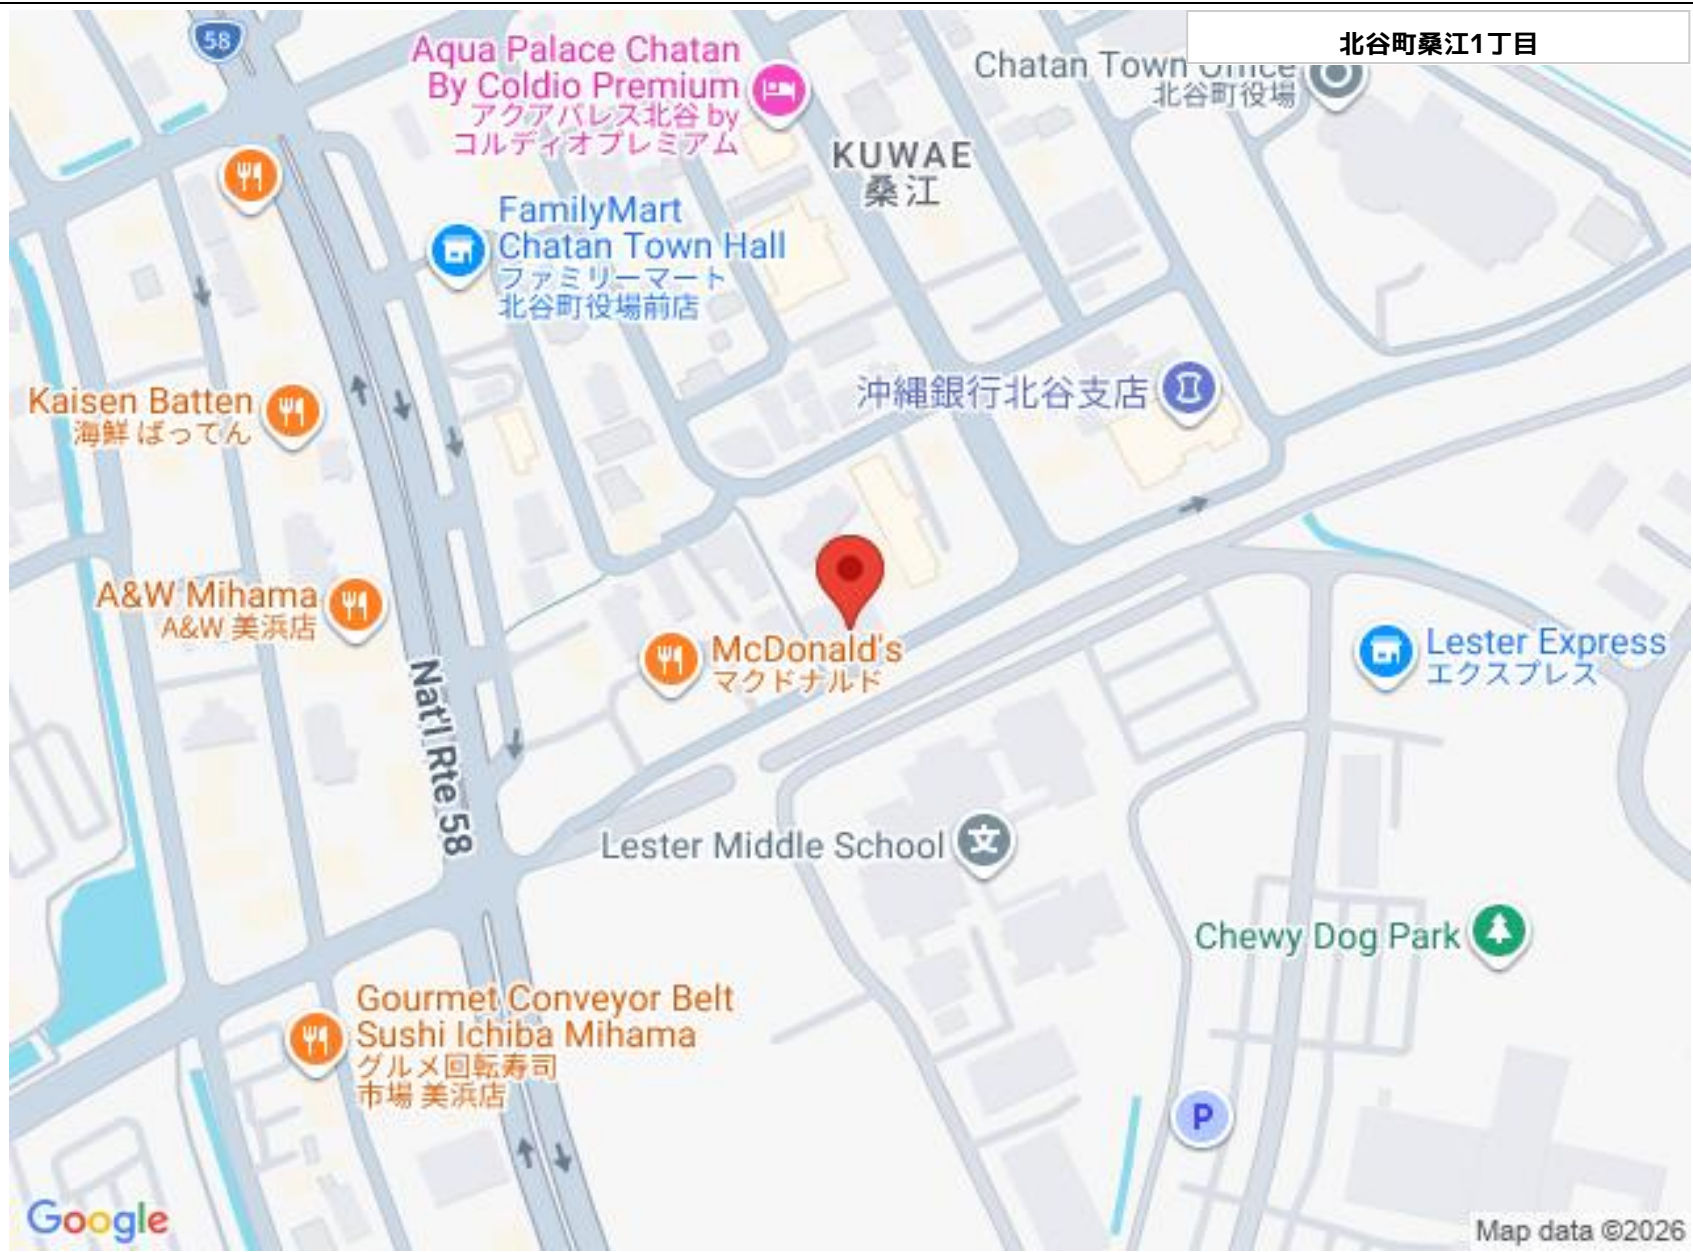 58
北谷町桑江1丁目
Aqua Palace Chatan
By Coldio Premium
アクアパレス北谷 by
コルディオプレミアム
Chatan Town Office
北谷町役場
KUWAE
桑江
FamilyMart
Chatan Town Hall
ファミリーマート
北谷町役場前店
Kaisen Batten
海鮮 ばってん
沖縄銀行北谷支店
A&W Mihama
A&W 美浜店
McDonald's
マクドナルド
Lester Express
エクスプレス
Nat'l Rte 58
Lester Middle School
Chewy Dog Park
Gourmet Conveyor Belt
Sushi Ichiba Mihama
グルメ回転寿司
市場 美浜店
P
Google
Map data ©2026